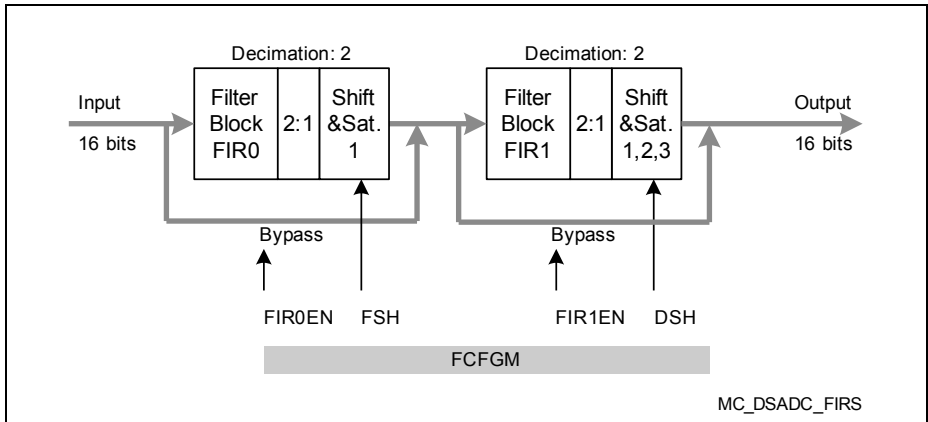 Decimation: 2
Decimation: 2
Input
16 bits
Filter
Block
FIR0
2:1
Shift
&Sat.
1
Filter
Block
FIR1
2:1
Shift
&Sat.
1,2,3
Output
16 bits
Bypass
Bypass
FIR0EN
FSH
FIR1EN
DSH
FCFGM
MC_DSADC_FIRS